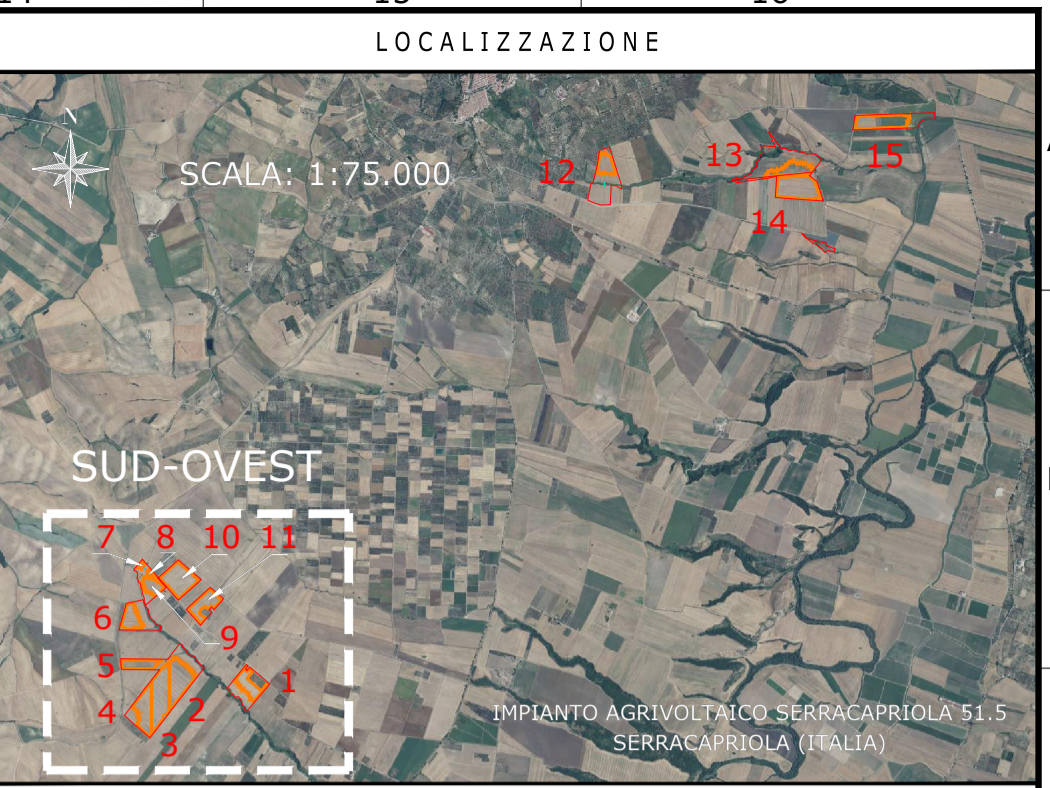 LOCALIZZAZIONE
N
SCALA: 1:75.000
12
13
14
15
SUD-OVEST
7
8
10
11
6
9
5
1
4
2
3
IMPIANTO AGRIVOLTAICO SERRACAPRIOLA 51.5
SERRACAPRIOLA (ITALIA)